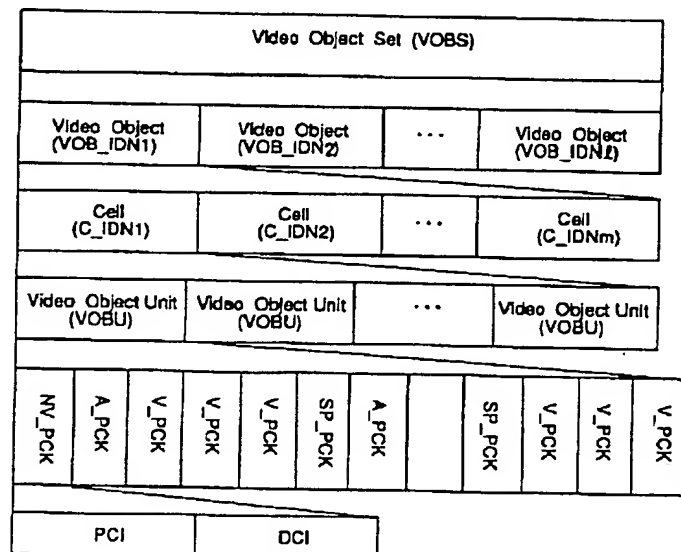 Video Object Set (VOBS)
Video Object
(VOB_IDN1)
Video Object
(VOB_IDN2)
...
Video Object
(VOB_IDNℓ)
Cell
(C_IDN1)
Cell
(C_IDN2)
...
Cell
(C_IDNm)
Video Object Unit
(VOBU)
Video Object Unit
(VOBU)
...
Video Object Unit
(VOBU)
NV_PCK
A_PCK
V_PCK
V_PCK
V_PCK
SP_PCK
A_PCK
SP_PCK
V_PCK
V_PCK
V_PCK
PCI
DCI